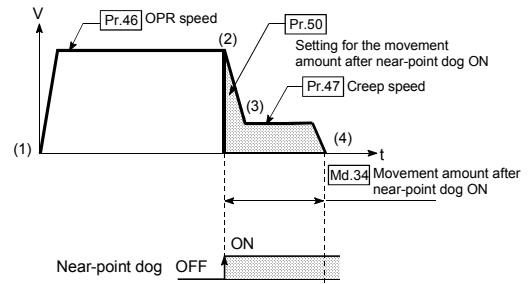 V
Pr.46 OPR speed
(2)
Pr.50
Setting for the movement
amount after near-point dog ON
(3)
Pr.47 Creep speed
(1)
(4)
t
Md.34 Movement amount after
near-point dog ON
ON
Near-point dog OFF